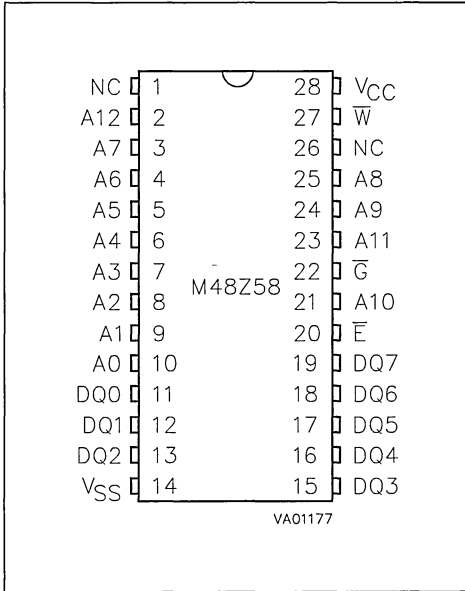 NC 1 28 VCC
A12 2 27 W̅
A7 3 26 NC
A6 4 25 A8
A5 5 24 A9
A4 6 23 A11
A3 7 22 G̅
A2 8 M48Z58 21 A10
A1 9 20 E̅
A0 10 19 DQ7
DQ0 11 18 DQ6
DQ1 12 17 DQ5
DQ2 13 16 DQ4
VSS 14 15 DQ3
VA01177